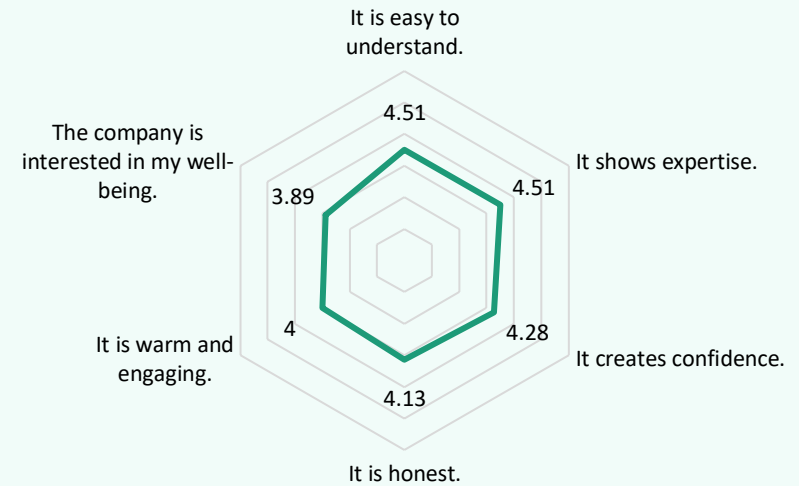 It is easy to
understand.
4.51
It shows expertise.
4.51
It creates confidence.
4.28
It is honest.
4.13
It is warm and
engaging.
4
The company is
interested in my well-
being.
3.89